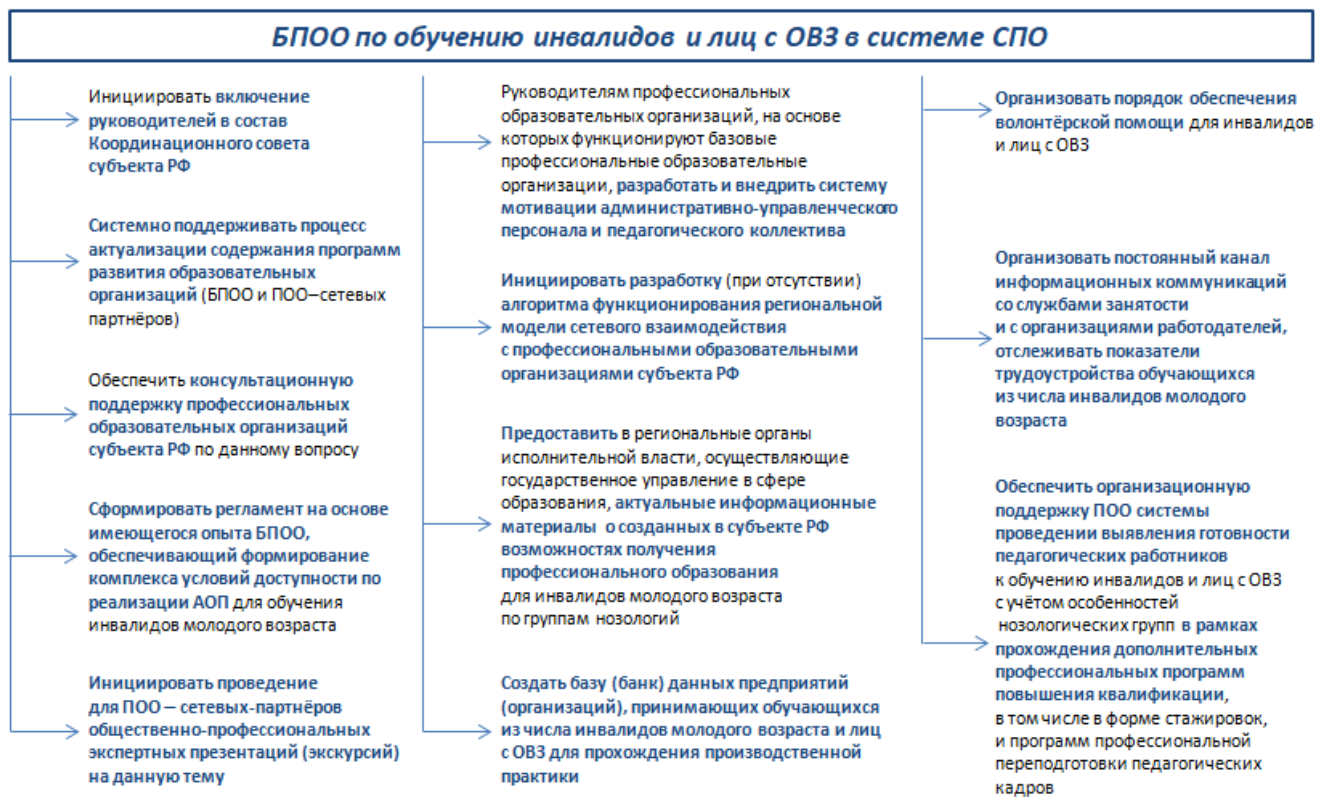 БПОО по обучению инвалидов и лиц с ОВЗ в системе СПО
Инициировать включение
руководителей в состав
Координационного совета
субъекта РФ
Системно поддерживать процесс
актуализации содержания программ
развития образовательных
организаций (БПОО и ПОО–сетевых
партнёров)
Обеспечить консультационную
поддержку профессиональных
образовательных организаций
субъекта РФ по данному вопросу
Сформировать регламент на основе
имеющегося опыта БПОО,
обеспечивающий формирование
комплекса условий доступности по
реализации АОП для обучения
инвалидов молодого возраста
Инициировать проведение
для ПОО – сетевых-партнёров
общественно-профессиональных
экспертных презентаций (экскурсий)
на данную тему
Руководителям профессиональных
образовательных организаций, на основе
которых функционируют базовые
профессиональные образовательные
организации, разработать и внедрить систему
мотивации административно-управленческого
персонала и педагогического коллектива
Инициировать разработку (при отсутствии)
алгоритма функционирования региональной
модели сетевого взаимодействия
с профессиональными образовательными
организациями субъекта РФ
Предоставить в региональные органы
исполнительной власти, осуществляющие
государственное управление в сфере
образования, актуальные информационные
материалы о созданных в субъекте РФ
возможностях получения
профессионального образования
для инвалидов молодого возраста
по группам нозологий
Создать базу (банк) данных предприятий
(организаций), принимающих обучающихся
из числа инвалидов молодого возраста и лиц
с ОВЗ для прохождения производственной
практики
Организовать порядок обеспечения
волонтёрской помощи для инвалидов
и лиц с ОВЗ
Организовать постоянный канал
информационных коммуникаций
со службами занятости
и с организациями работодателей,
отслеживать показатели
трудоустройства обучающихся
из числа инвалидов молодого
возраста
Обеспечить организационную
поддержку ПОО системы
проведении выявления готовности
педагогических работников
к обучению инвалидов и лиц с ОВЗ
с учётом особенностей
нозологических групп в рамках
прохождения дополнительных
профессиональных программ
повышения квалификации,
в том числе в форме стажировок,
и программ профессиональной
переподготовки педагогических
кадров